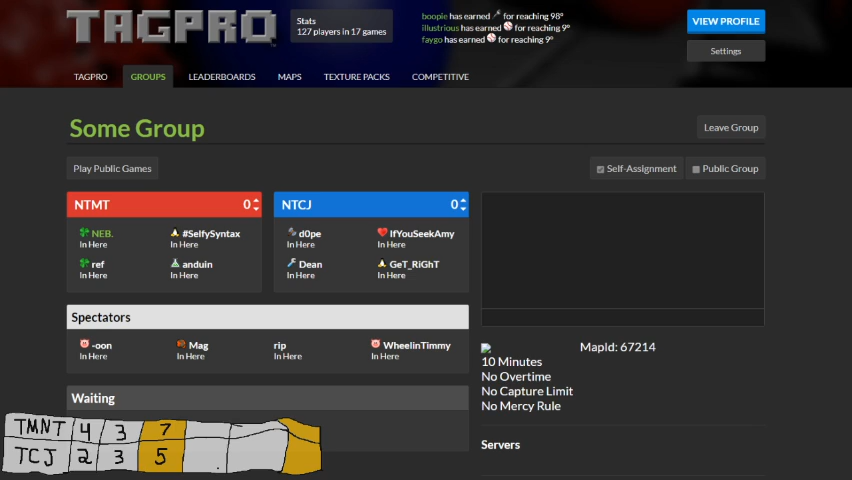 TAGPRO
Stats
127 players in 17 games
boopie has earned for reaching 98°
illustrious has earned for reaching 9°
faygo has earned for reaching 9°
VIEW PROFILE
Settings
TAGPRO GROUPS LEADERBOARDS MAPS TEXTURE PACKS COMPETITIVE
Some Group
Leave Group
Play Public Games
Self-Assignment
Public Group
NTMT 0
NTCJ 0
NEB. #SelfySyntax
In Here In Here
ref anduin
In Here In Here
d0pe IfYouSeekAmy
In Here In Here
Dean GeT_RiGhT
In Here In Here
Spectators
-oon Mag rip WheelinTimmy
In Here In Here In Here In Here
Waiting
MapId: 67214
10 Minutes
No Overtime
No Capture Limit
No Mercy Rule
Servers
TMNT 4 3 7
TCJ 2 3 5